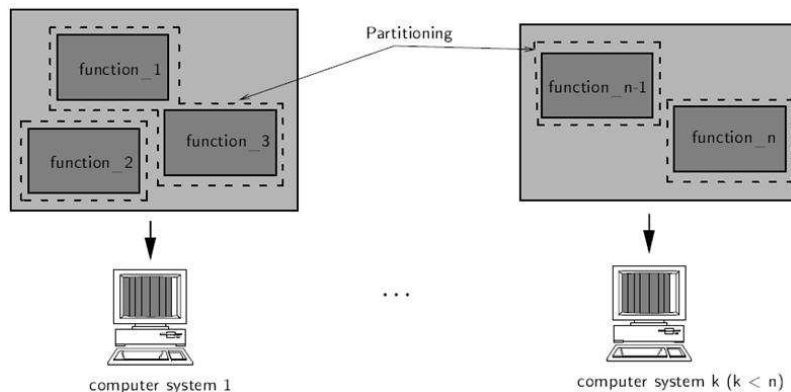 Partitioning
function_1
function_2
function_3
function_n-1
function_n
...
computer system 1
computer system k (k < n)